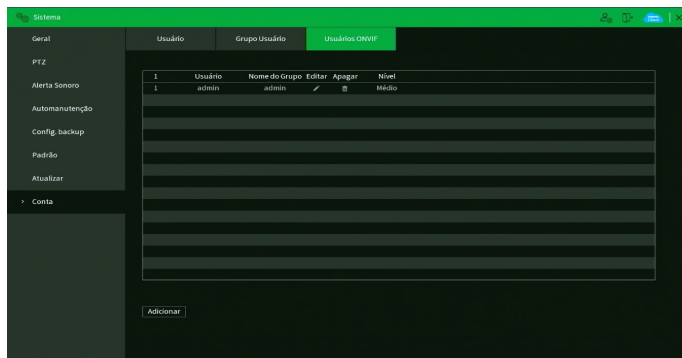 Sistema
Geral
PTZ
Alerta Sonoro
Automanutenção
Config. backup
Padrão
Atualizar
> Conta
Usuário Grupo Usuário Usuários ONVIF
1 Usuário Nome do Grupo Editar Apagar Nível
1 admin admin Médio
Adicionar